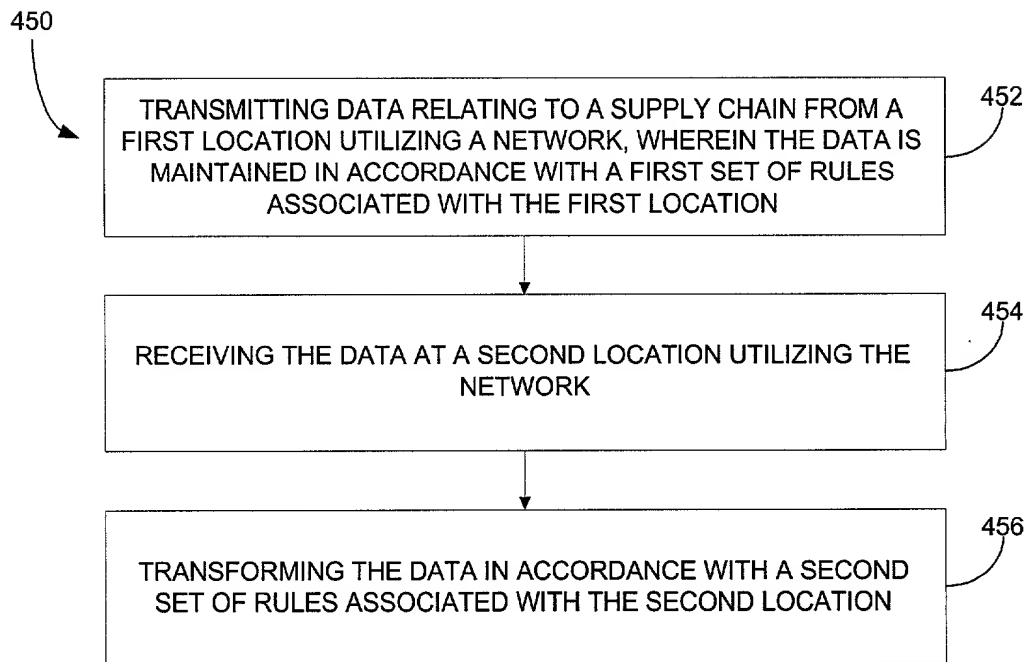 450
TRANSMITTING DATA RELATING TO A SUPPLY CHAIN FROM A
FIRST LOCATION UTILIZING A NETWORK, WHEREIN THE DATA IS
MAINTAINED IN ACCORDANCE WITH A FIRST SET OF RULES
ASSOCIATED WITH THE FIRST LOCATION
452
RECEIVING THE DATA AT A SECOND LOCATION UTILIZING THE
NETWORK
454
TRANSFORMING THE DATA IN ACCORDANCE WITH A SECOND
SET OF RULES ASSOCIATED WITH THE SECOND LOCATION
456